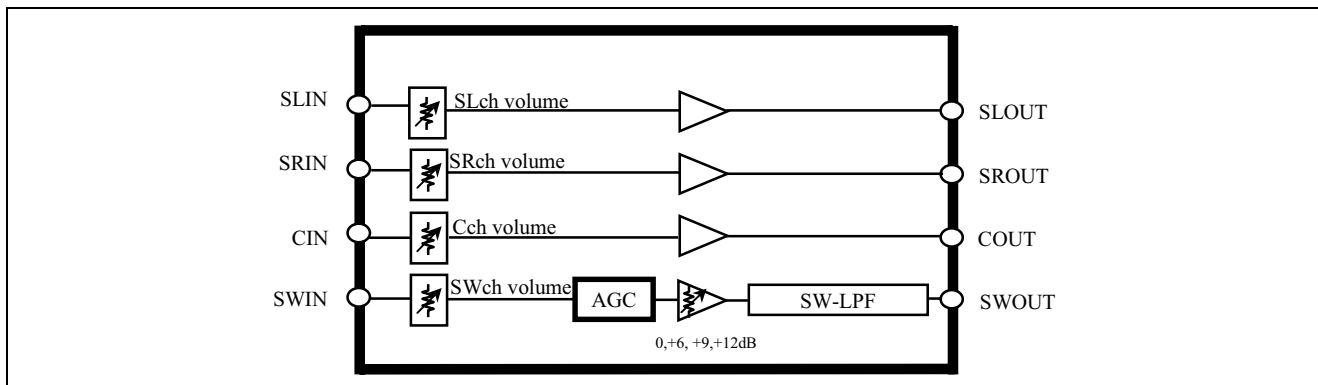 SLIN
SLch volume
SLOUT
SRIN
SRch volume
SROUT
CIN
Cch volume
COUT
SWIN
SWch volume
AGC
SW-LPF
SWOUT
0,+6, +9,+12dB